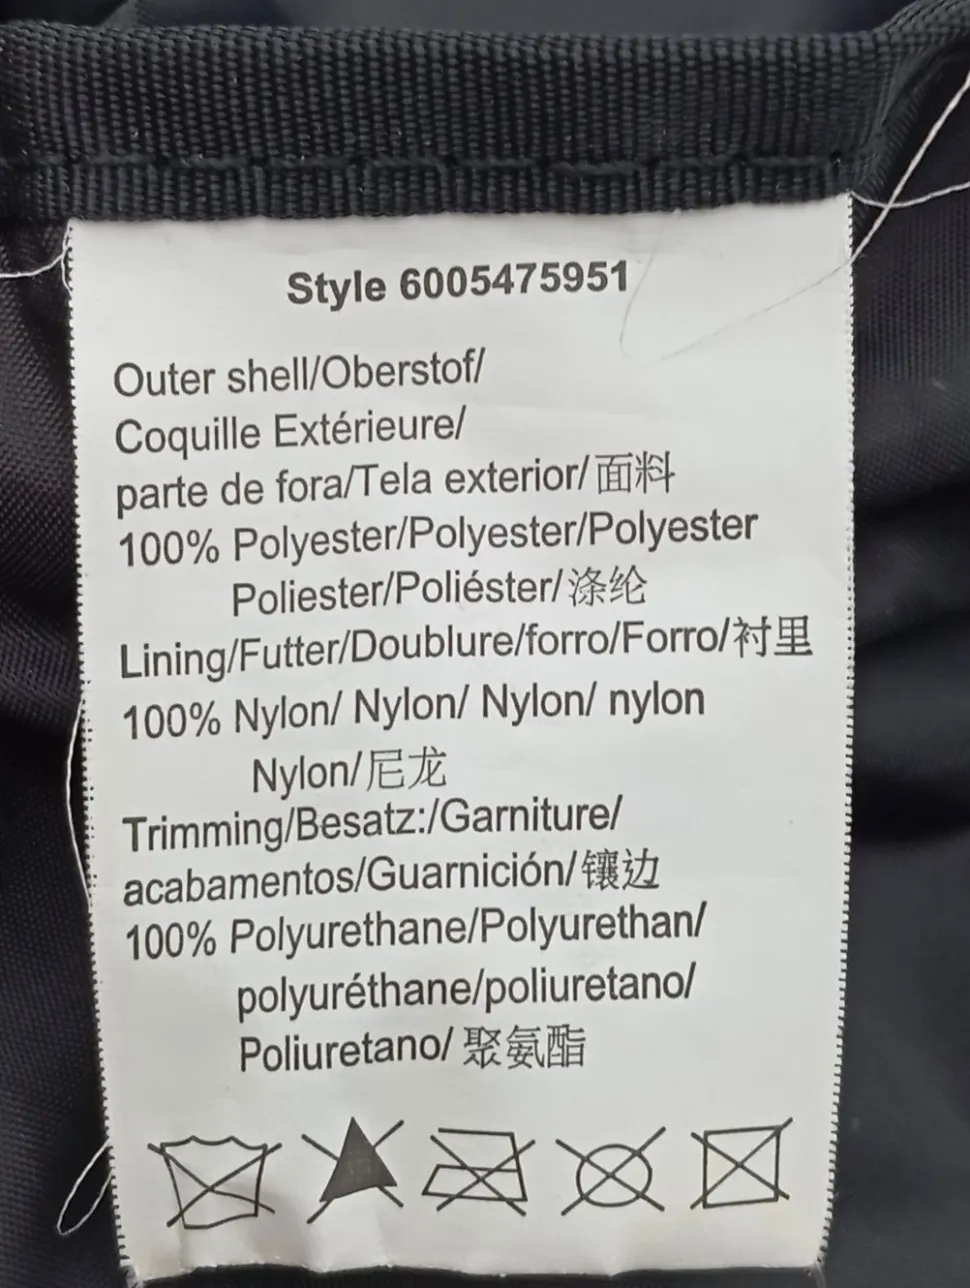 Style 6005475951
Outer shell/Oberstof/
Coquille Extérieure/
parte de fora/Tela exterior/面料
100% Polyester/Polyester/Polyester
Poliester/Poliéster/涤纶
Lining/Futter/Doublure/forro/Forro/衬里
100% Nylon/ Nylon/ Nylon/ nylon
Nylon/尼龙
Trimming/Besatz:/Garniture/
acabamentos/Guarnición/镶边
100% Polyurethane/Polyurethan/
polyuréthane/poliuretano/
Poliuretano/ 聚氨酯